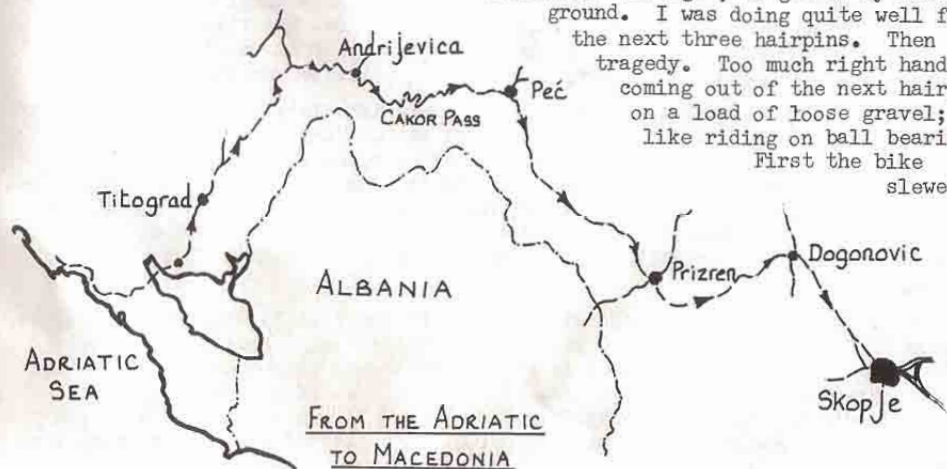 ground. I was doing quite well f
the next three hairpins. Then
tragedy. Too much right hand
coming out of the next hair
on a load of loose gravel;
like riding on ball beari
First the bike
slewe
Andrijevica
CAKOR PASS
Peć
Titograd
Prizren
Dogonovic
ALBANIA
ADRIATIC
SEA
Skopje
FROM THE ADRIATIC
TO MACEDONIA